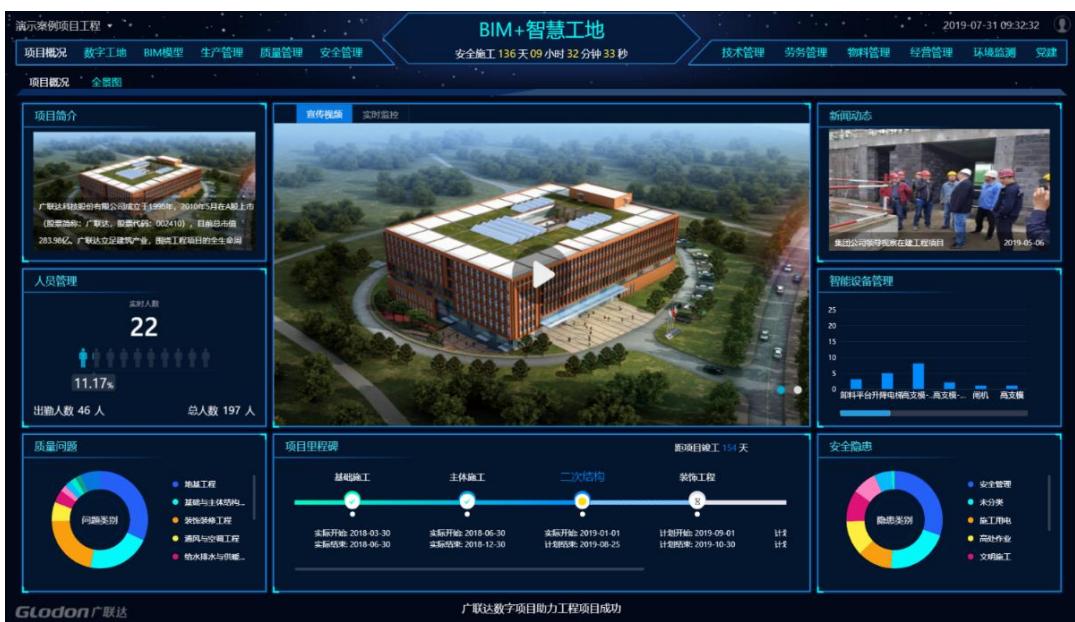 演示案例项目工程
BIM+智慧工地
2019-07-31 09:32:32
项目概况 数字工地 BIM模型 生产管理 质量管理 安全管理
安全施工 136 天 09 小时 32 分钟 33 秒
技术管理 劳务管理 物料管理 经营管理 环境监测 党建
项目概况 全景图
项目简介
广联达科技股份有限公司成立于1998年，2010年5月在A股上市
（股票简称：广联达，股票代码：002410），目前总市值
283.98亿。广联达立足建筑产业，围绕工程项目的全生命周
宣传视频 实时监控
新闻动态
集团公司领导视察在建工程项目 2019-05-06
人员管理
实时人数
22
11.17%
出勤人数 46 人 总人数 197 人
智能设备管理
25
20
15
10
5
0
卸料平台 升降电梯 高支模-... 高支模-... 闸机 高支模
质量问题
问题类别
地基工程
基础与主体结构...
装饰装修工程
通风与空调工程
给水排水与供暖...
项目里程碑 距项目竣工 154 天
基础施工 主体施工 二次结构 装饰工程
实际开始: 2018-03-30 实际开始: 2018-06-30 实际开始: 2019-01-01 计划开始: 2019-09-01
实际结束: 2018-06-30 实际结束: 2018-12-30 计划结束: 2019-08-25 计划结束: 2019-10-30
安全隐患
隐患类别
安全管理
未分类
施工用电
高处作业
文明施工
GLodon广联达
广联达数字项目助力工程项目成功